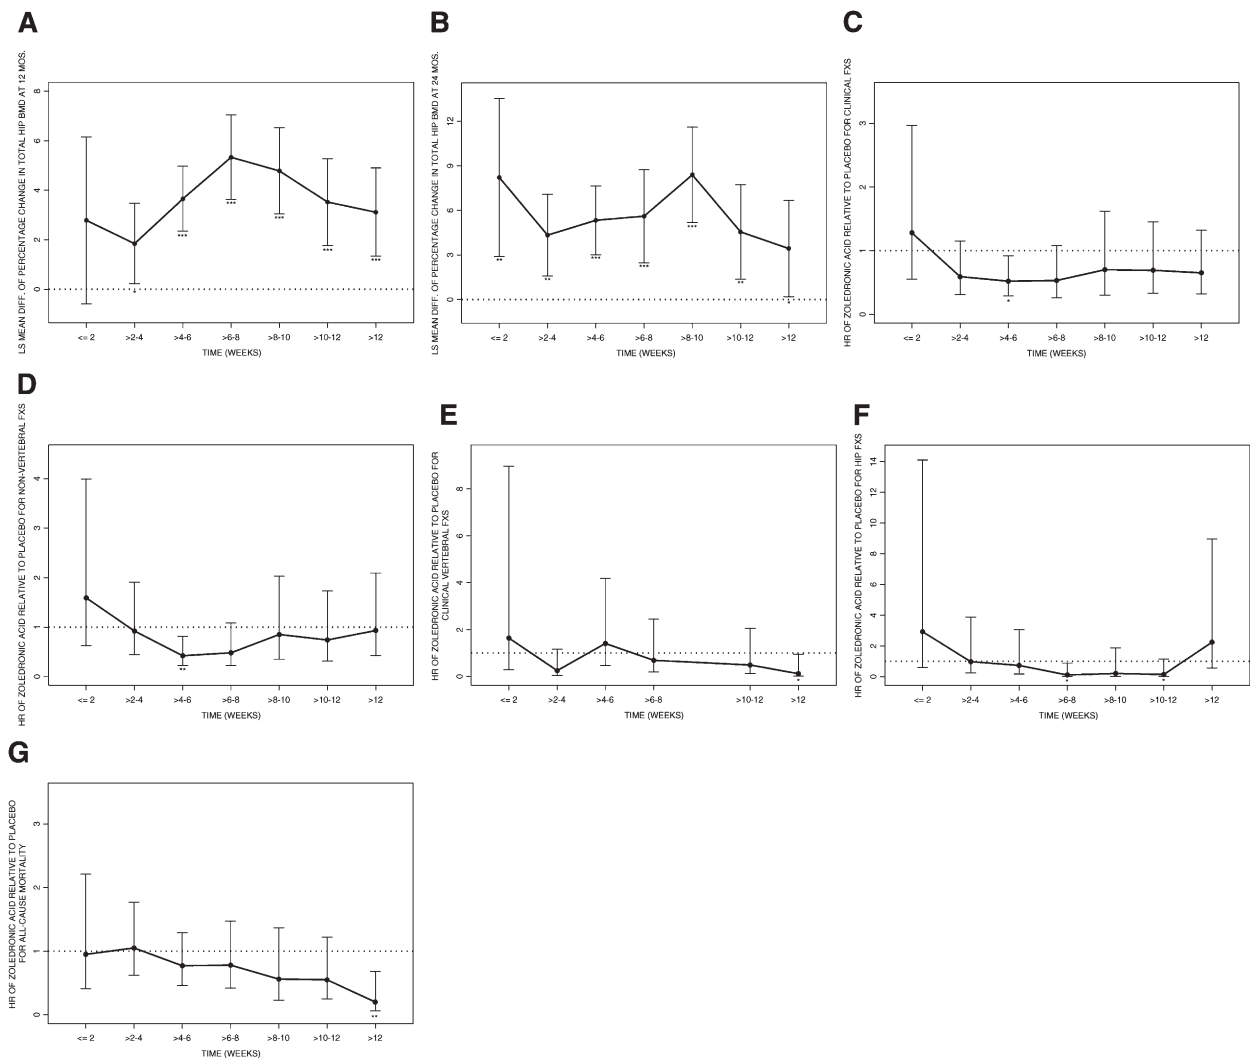 A
LS MEAN DIFF. OF PERCENTAGE CHANGE IN TOTAL HIP BMD AT 12 MOS.
8
6
4
2
0
***
***
***
***
***
*
<= 2 >2-4 >4-6 >6-8 >8-10 >10-12 >12
TIME (WEEKS)
B
LS MEAN DIFF. OF PERCENTAGE CHANGE IN TOTAL HIP BMD AT 24 MOS.
12
9
6
3
0
**
**
***
***
***
**
*
<= 2 >2-4 >4-6 >6-8 >8-10 >10-12 >12
TIME (WEEKS)
C
HR OF ZOLEDRONIC ACID RELATIVE TO PLACEBO FOR CLINICAL FXS
3
2
1
0
*
<= 2 >2-4 >4-6 >6-8 >8-10 >10-12 >12
TIME (WEEKS)
D
HR OF ZOLEDRONIC ACID RELATIVE TO PLACEBO FOR NON-VERTEBRAL FXS
4
3
2
1
0
**
<= 2 >2-4 >4-6 >6-8 >8-10 >10-12 >12
TIME (WEEKS)
E
HR OF ZOLEDRONIC ACID RELATIVE TO PLACEBO FOR
CLINICAL VERTEBRAL FXS
8
6
4
2
0
*
<= 2 >2-4 >4-6 >6-8 >10-12 >12
TIME (WEEKS)
F
HR OF ZOLEDRONIC ACID RELATIVE TO PLACEBO FOR HIP FXS
14
12
10
8
6
4
2
0
*
*
<= 2 >2-4 >4-6 >6-8 >8-10 >10-12 >12
TIME (WEEKS)
G
HR OF ZOLEDRONIC ACID RELATIVE TO PLACEBO
FOR ALL-CAUSE MORTALITY
3
2
1
0
**
<= 2 >2-4 >4-6 >6-8 >8-10 >10-12 >12
TIME (WEEKS)